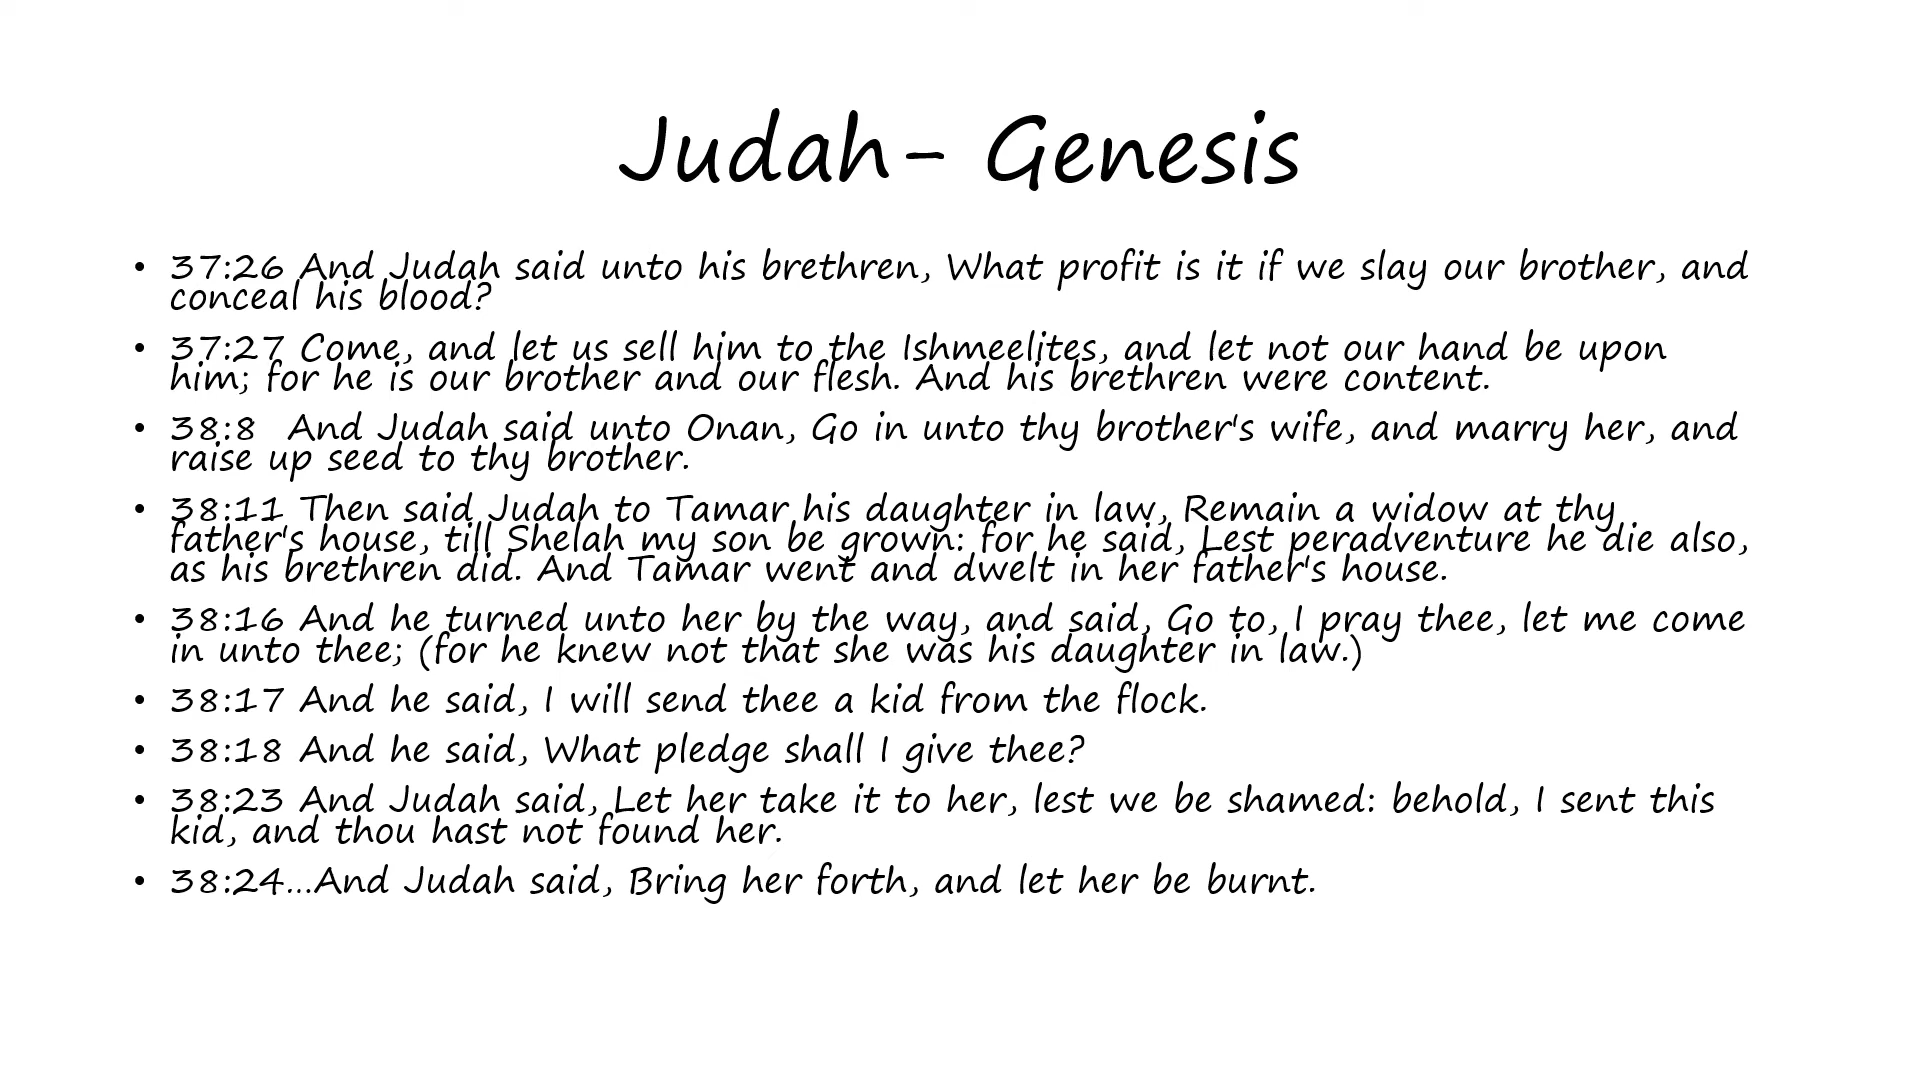 Judah- Genesis
• 37:26 And Judah said unto his brethren, What profit is it if we slay our brother, and
conceal his blood?
• 37:27 Come, and let us sell him to the Ishmeelites, and let not our hand be upon
him; for he is our brother and our flesh. And his brethren were content.
• 38:8  And Judah said unto Onan, Go in unto thy brother's wife, and marry her, and
raise up seed to thy brother.
• 38:11 Then said Judah to Tamar his daughter in law, Remain a widow at thy
father's house, till Shelah my son be grown: for he said, Lest peradventure he die also,
as his brethren did. And Tamar went and dwelt in her father's house.
• 38:16 And he turned unto her by the way, and said, Go to, I pray thee, let me come
in unto thee; (for he knew not that she was his daughter in law.)
• 38:17 And he said, I will send thee a kid from the flock.
• 38:18 And he said, What pledge shall I give thee?
• 38:23 And Judah said, Let her take it to her, lest we be shamed: behold, I sent this
kid, and thou hast not found her.
• 38:24...And Judah said, Bring her forth, and let her be burnt.